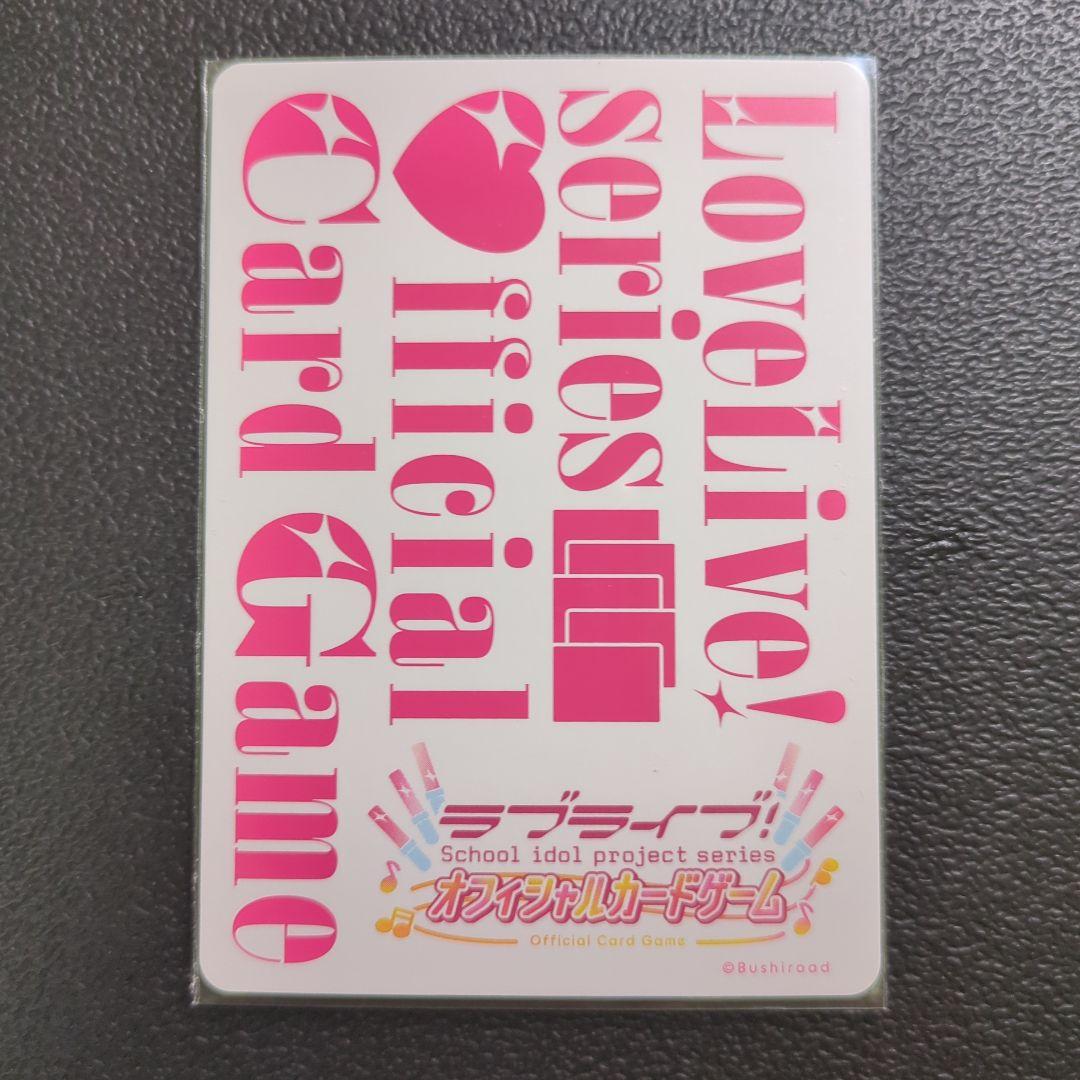 LoveLive!
series
♥fficial
Card Game
ラブライブ!
School idol project series
オフィシャルカードゲーム
Official Card Game
©Bushiroad